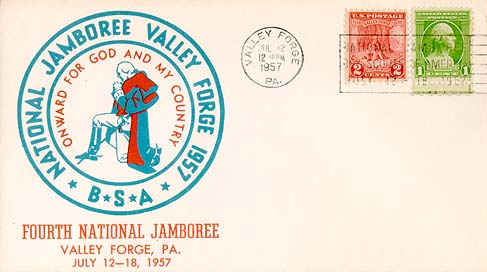 NATIONAL JAMBOREE VALLEY FORGE 1957
ONWARD FOR GOD AND MY COUNTRY
B★S★A
FOURTH NATIONAL JAMBOREE
VALLEY FORGE, PA.
JULY 12—18, 1957
VALLEY FORGE
JUL 12
12
1957
PA.
U.S. POSTAGE
2 CENTS 2
1 1